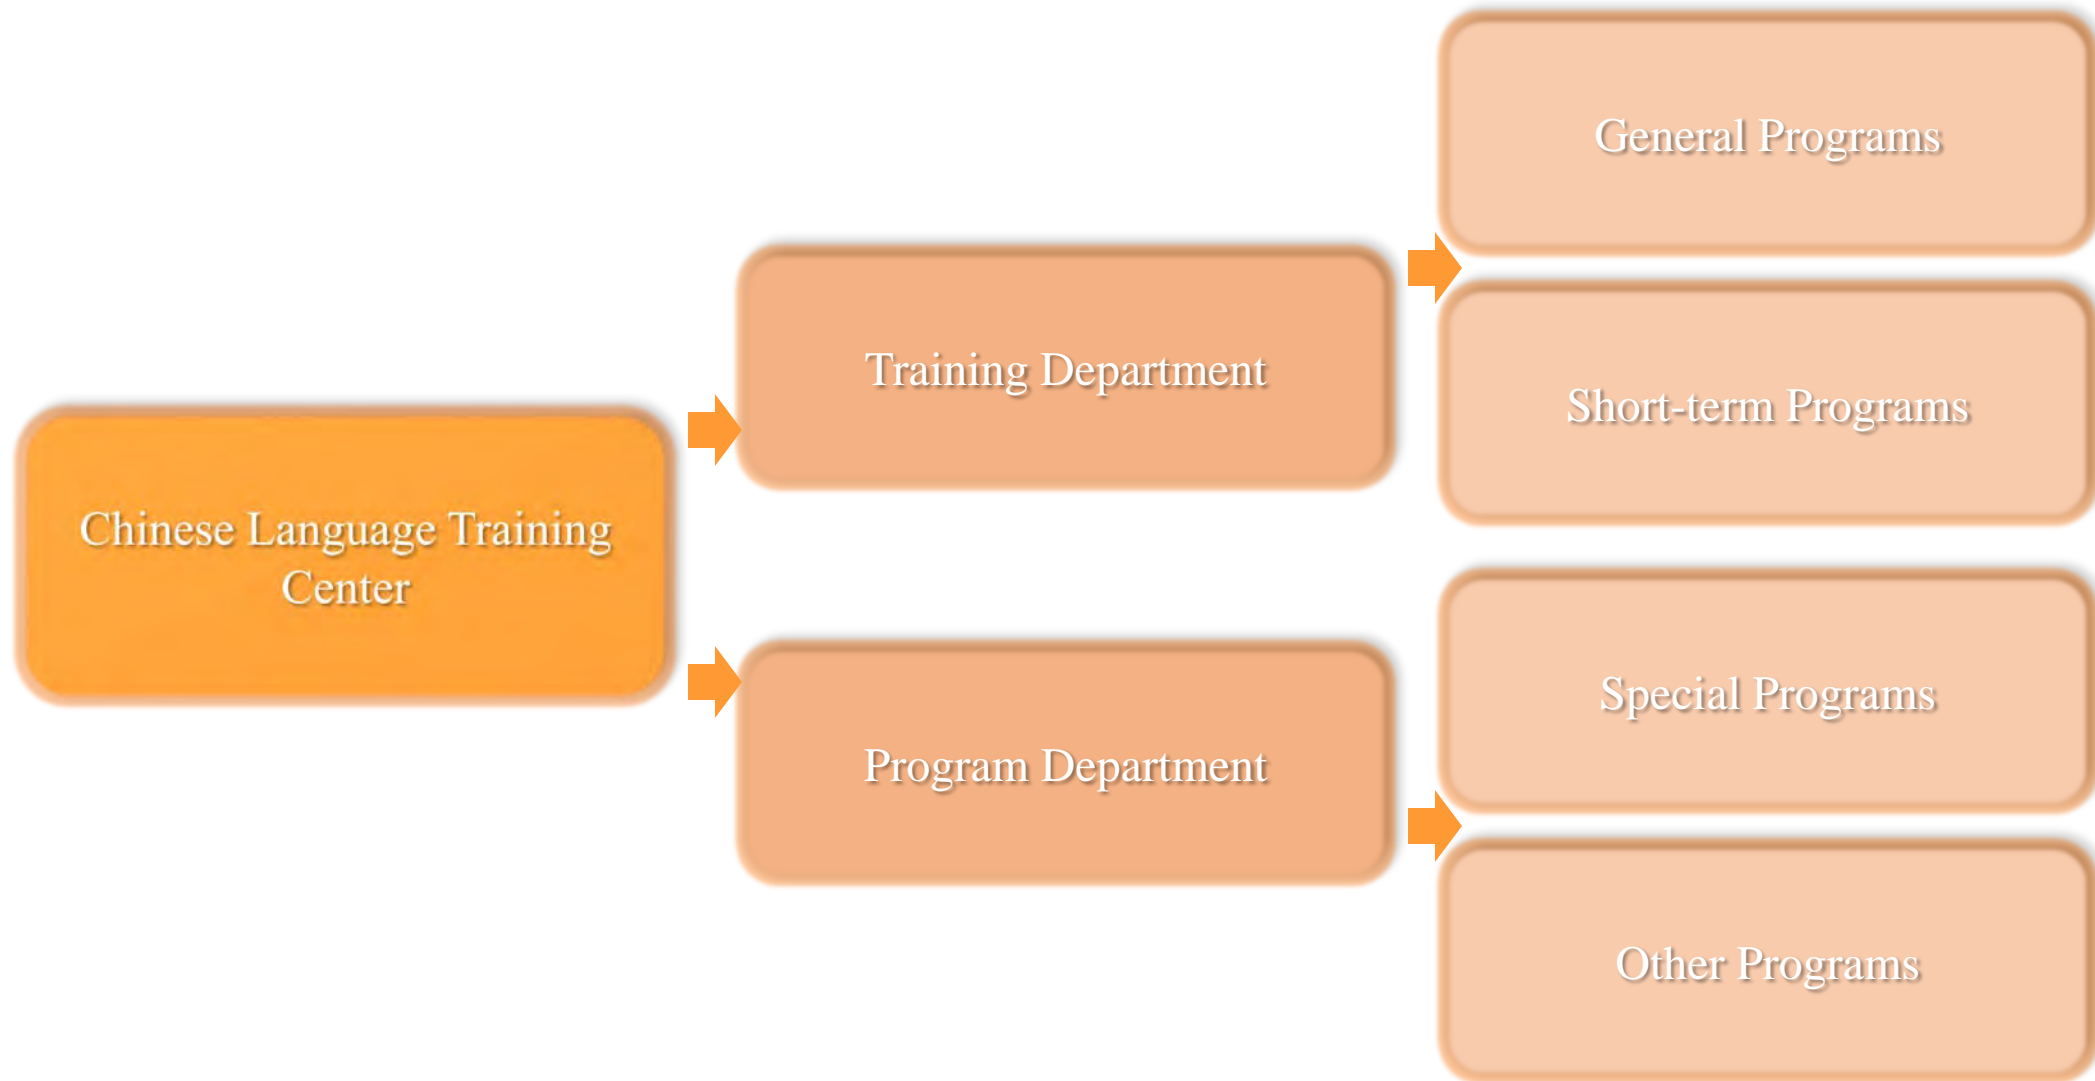 Chinese Language Training
Center
Training Department
General Programs
Short-term Programs
Program Department
Special Programs
Other Programs